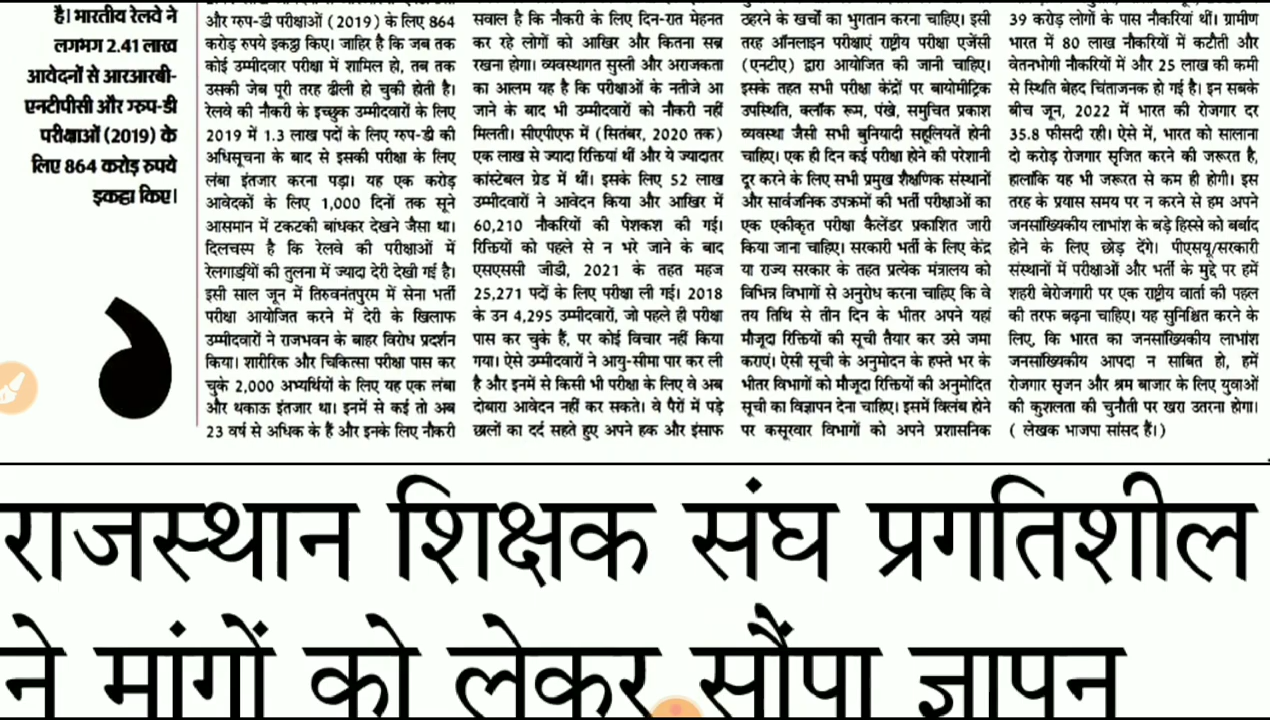 है। भारतीय रेलवे ने
लगभग 2.41 लाख
आवेदनों से आरआरबी-
एनटीपीसी और ग्रुप-डी
परीक्षाओं (2019) के
लिए 864 करोड़ रुपये
इकट्ठा किए।
और ग्रुप-डी परीक्षाओं (2019) के लिए 864
करोड़ रुपये इकट्ठा किए। जाहिर है कि जब तक
कोई उम्मीदवार परीक्षा में शामिल हो, तब तक
उसकी जेब पूरी तरह ढीली हो चुकी होती है।
रेलवे की नौकरी के इच्छुक उम्मीदवारों के लिए
2019 में 1.3 लाख पदों के लिए ग्रुप-डी की
अधिसूचना के बाद से इसकी परीक्षा के लिए
लंबा इंतजार करना पड़ा। यह एक करोड़
आवेदकों के लिए 1,000 दिनों तक सूने
आसमान में टकटकी बांधकर देखने जैसा था।
दिलचस्प है कि रेलवे की परीक्षाओं में
रेलगाड़ियों की तुलना में ज्यादा देरी देखी गई है।
इसी साल जून में तिरुवनंतपुरम में सेना भर्ती
परीक्षा आयोजित करने में देरी के खिलाफ
उम्मीदवारों ने राजभवन के बाहर विरोध प्रदर्शन
किया। शारीरिक और चिकित्सा परीक्षा पास कर
चुके 2,000 अभ्यर्थियों के लिए यह एक लंबा
और थकाऊ इंतजार था। इनमें से कई तो अब
23 वर्ष से अधिक के हैं और इनके लिए नौकरी
सवाल है कि नौकरी के लिए दिन-रात मेहनत
कर रहे लोगों को आखिर और कितना सब्र
रखना होगा। व्यवस्थागत सुस्ती और अराजकता
का आलम यह है कि परीक्षाओं के नतीजे आ
जाने के बाद भी उम्मीदवारों को नौकरी नहीं
मिलती। सीएपीएफ में (सितंबर, 2020 तक)
एक लाख से ज्यादा रिक्तियां थीं और ये ज्यादातर
कांस्टेबल ग्रेड में थीं। इसके लिए 52 लाख
उम्मीदवारों ने आवेदन किया और आखिर में
60,210 नौकरियों की पेशकश की गई।
रिक्तियों को पहले से न भरे जाने के बाद
एसएससी जीडी, 2021 के तहत महज
25,271 पदों के लिए परीक्षा ली गई। 2018
के उन 4,295 उम्मीदवारों, जो पहले ही परीक्षा
पास कर चुके हैं, पर कोई विचार नहीं किया
गया। ऐसे उम्मीदवारों ने आयु-सीमा पार कर ली
है और इनमें से किसी भी परीक्षा के लिए वे अब
दोबारा आवेदन नहीं कर सकते। वे पैरों में पड़े
छालों का दर्द सहते हुए अपने हक और इंसाफ
ठहरने के खर्चों का भुगतान करना चाहिए। इसी
तरह ऑनलाइन परीक्षाएं राष्ट्रीय परीक्षा एजेंसी
(एनटीए) द्वारा आयोजित की जानी चाहिए।
इसके तहत सभी परीक्षा केंद्रों पर बायोमीट्रिक
उपस्थिति, क्लॉक रूम, पंखे, समुचित प्रकाश
व्यवस्था जैसी सभी बुनियादी सहूलियतें होनी
चाहिए। एक ही दिन कई परीक्षा होने की परेशानी
दूर करने के लिए सभी प्रमुख शैक्षणिक संस्थानों
और सार्वजनिक उपक्रमों की भर्ती परीक्षाओं का
एक एकीकृत परीक्षा कैलेंडर प्रकाशित जारी
किया जाना चाहिए। सरकारी भर्ती के लिए केंद्र
या राज्य सरकार के तहत प्रत्येक मंत्रालय को
विभिन्न विभागों से अनुरोध करना चाहिए कि वे
तय तिथि से तीन दिन के भीतर अपने यहां
मौजूदा रिक्तियों की सूची तैयार कर उसे जमा
कराएं। ऐसी सूची के अनुमोदन के हफ्ते भर के
भीतर विभागों को मौजूदा रिक्तियों की अनुमोदित
सूची का विज्ञापन देना चाहिए। इसमें विलंब होने
पर कसूरवार विभागों को अपने प्रशासनिक
39 करोड़ लोगों के पास नौकरियां थीं। ग्रामीण
भारत में 80 लाख नौकरियों में कटौती और
वेतनभोगी नौकरियों में और 25 लाख की कमी
से स्थिति बेहद चिंताजनक हो गई है। इन सबके
बीच जून, 2022 में भारत की रोजगार दर
35.8 फीसदी रही। ऐसे में, भारत को सालाना
दो करोड़ रोजगार सृजित करने की जरूरत है,
हालांकि यह भी जरूरत से कम ही होगी। इस
तरह के प्रयास समय पर न करने से हम अपने
जनसांख्यिकीय लाभांश के बड़े हिस्से को बर्बाद
होने के लिए छोड़ देंगे। पीएसयू/सरकारी
संस्थानों में परीक्षाओं और भर्ती के मुद्दे पर हमें
शहरी बेरोजगारी पर एक राष्ट्रीय वार्ता की पहल
की तरफ बढ़ना चाहिए। यह सुनिश्चित करने के
लिए, कि भारत का जनसांख्यिकीय लाभांश
जनसांख्यिकीय आपदा न साबित हो, हमें
रोजगार सृजन और श्रम बाजार के लिए युवाओं
की कुशलता की चुनौती पर खरा उतरना होगा।
( लेखक भाजपा सांसद हैं।)
राजस्थान शिक्षक संघ प्रगतिशील
ने मांगों को लेकर सौंपा ज्ञापन